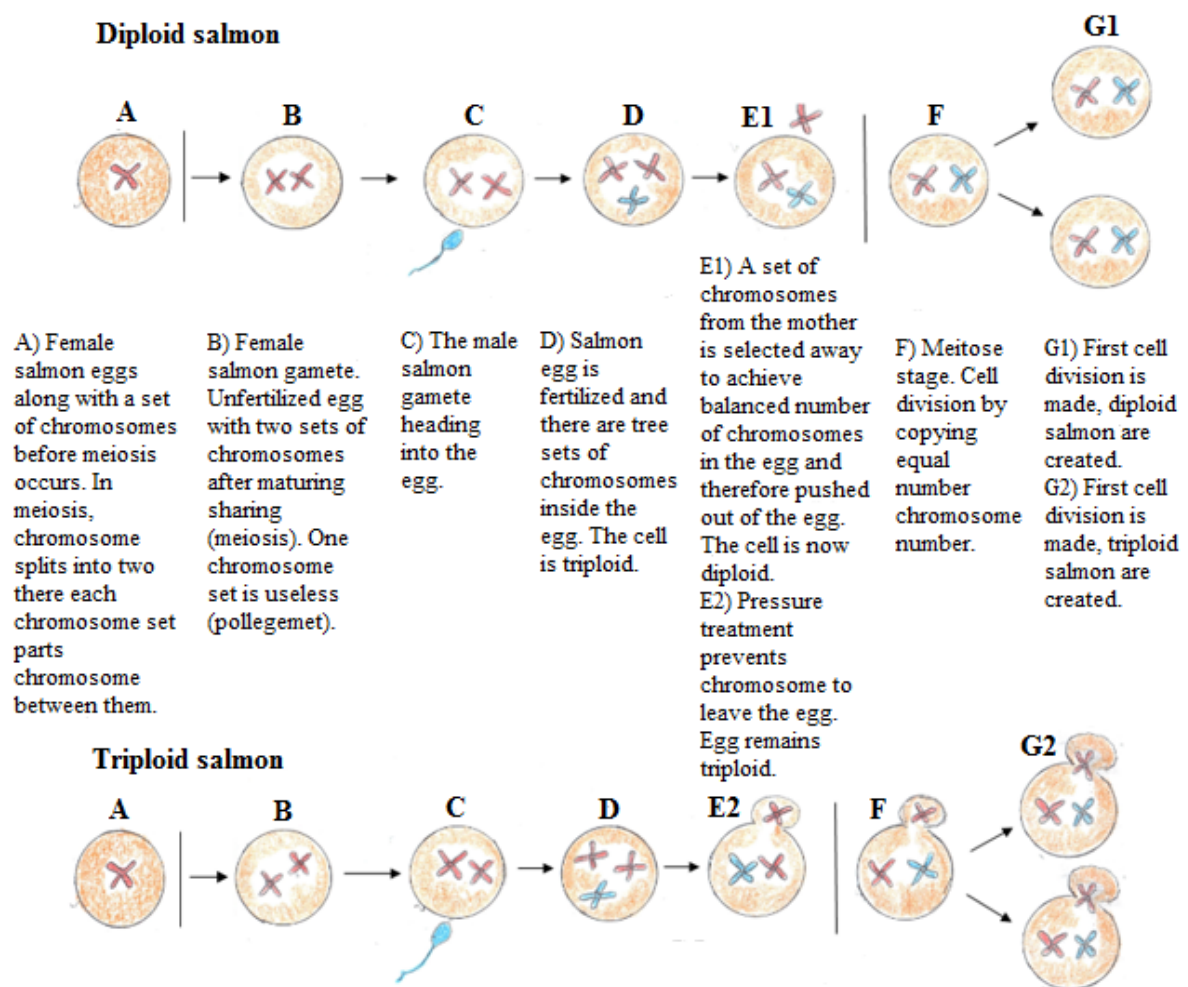 Diploid salmon
G1
A
B
C
D
E1
F
A) Female
salmon eggs
along with a set
of chromosomes
before meiosis
occurs. In
meiosis,
chromosome
splits into two
there each
chromosome set
parts
chromosome
between them.
B) Female
salmon gamete.
Unfertilized egg
with two sets of
chromosomes
after maturing
sharing
(meiosis). One
chromosome
set is useless
(pollegemet).
C) The male
salmon
gamete
heading
into the
egg.
D) Salmon
egg is
fertilized and
there are tree
sets of
chromosomes
inside the
egg. The cell
is triploid.
E1) A set of
chromosomes
from the mother
is selected away
to achieve
balanced number
of chromosomes
in the egg and
therefore pushed
out of the egg.
The cell is now
diploid.
E2) Pressure
treatment
prevents
chromosome to
leave the egg.
Egg remains
triploid.
F) Meitose
stage. Cell
division by
copying
equal
number
chromosome
number.
G1) First cell
division is
made, diploid
salmon are
created.
G2) First cell
division is
made, triploid
salmon are
created.
Triploid salmon
G2
A
B
C
D
E2
F